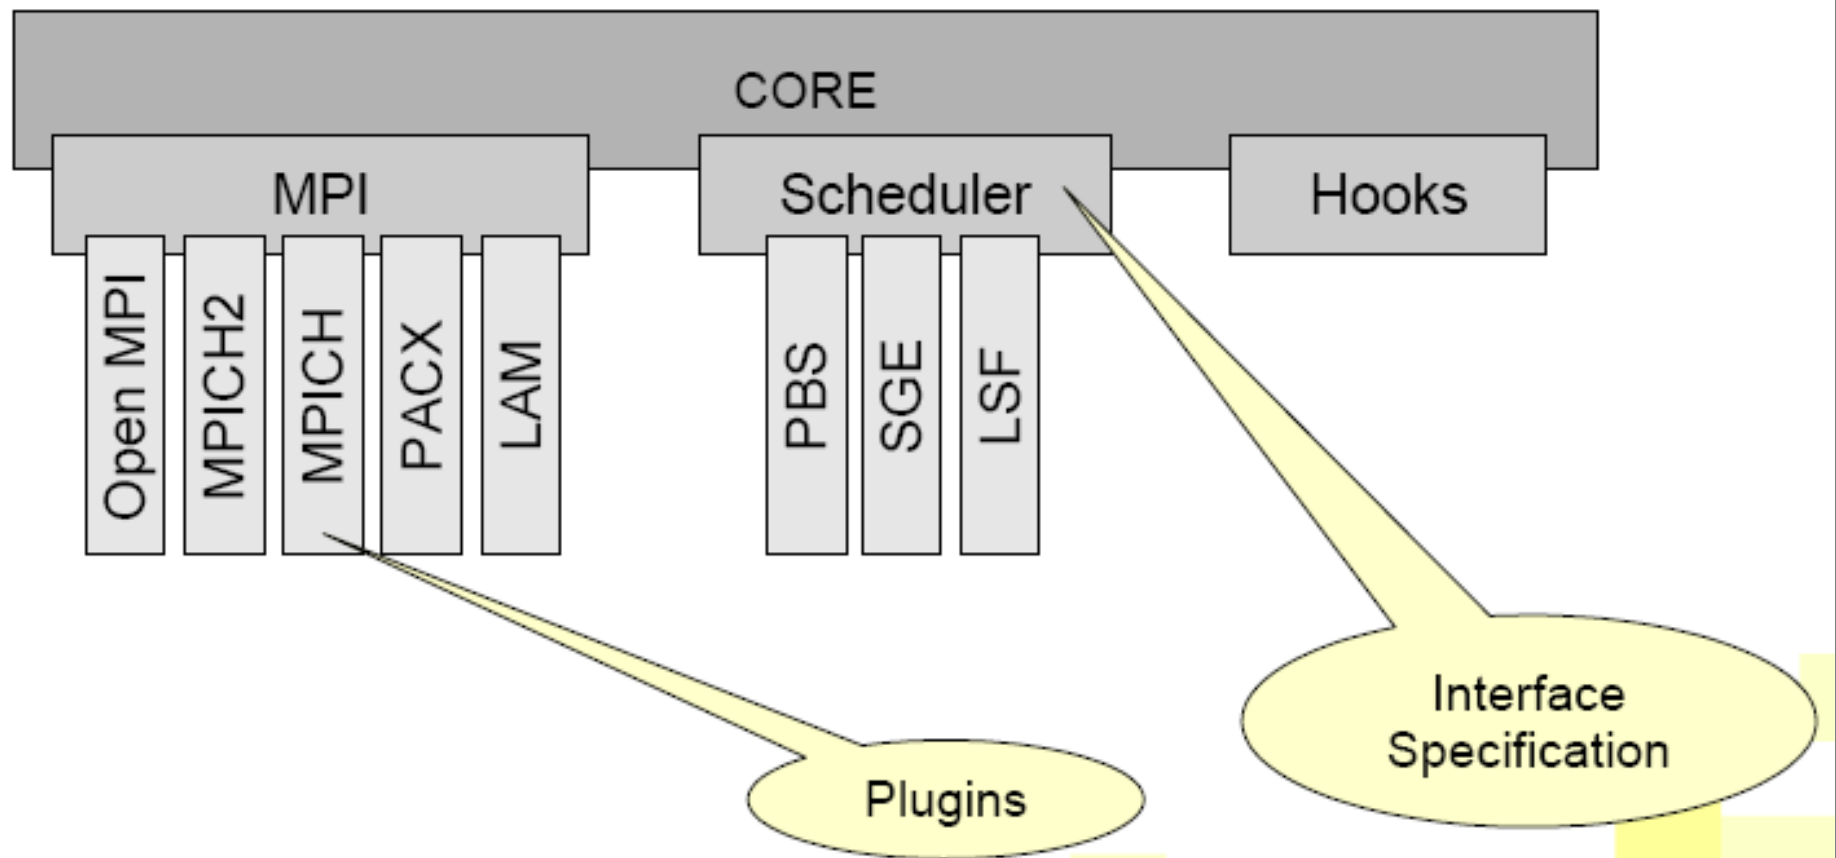 CORE
MPI
Scheduler
Hooks
Open MPI
MPICH2
MPICH
PACX
LAM
PBS
SGE
LSF
Interface
Specification
Plugins